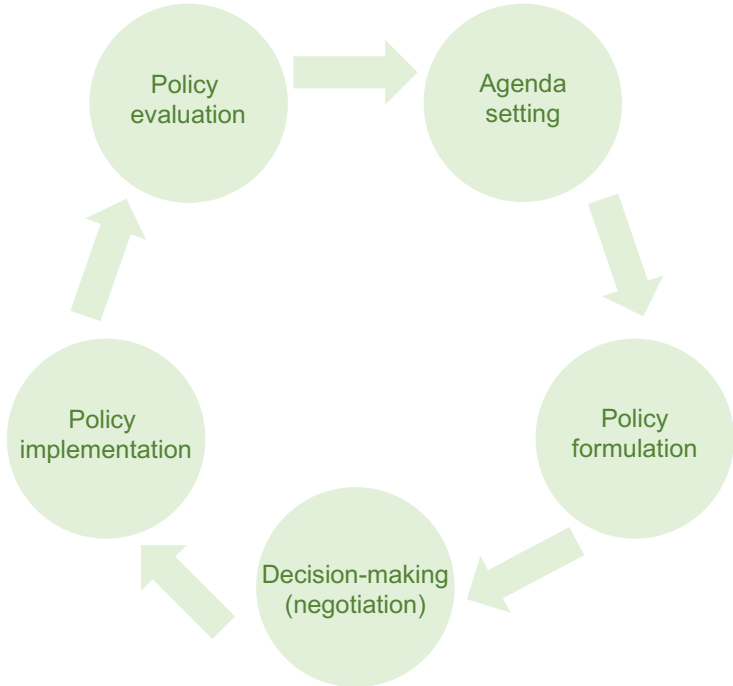 Policy
evaluation
Agenda
setting
Policy
formulation
Decision-making
(negotiation)
Policy
implementation